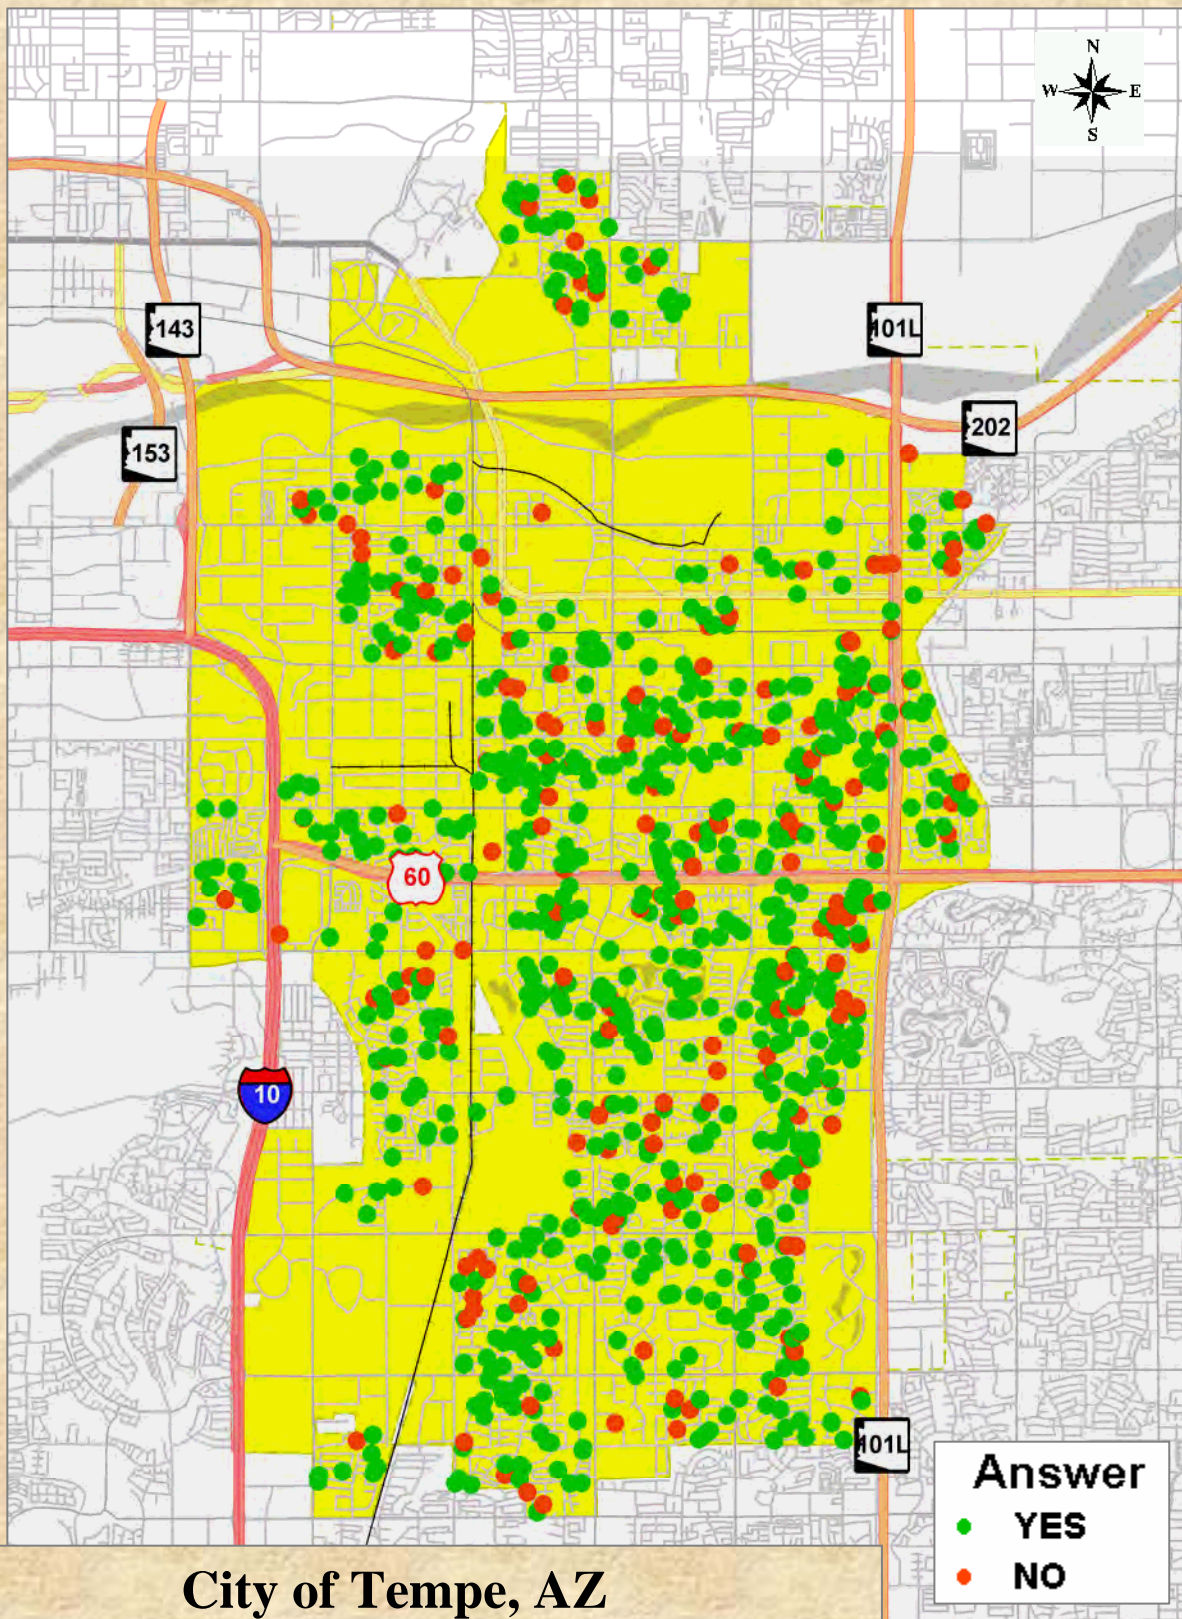 N
W E
S
143
101L
202
153
60
10
101L
Answer
YES
NO
City of Tempe, AZ